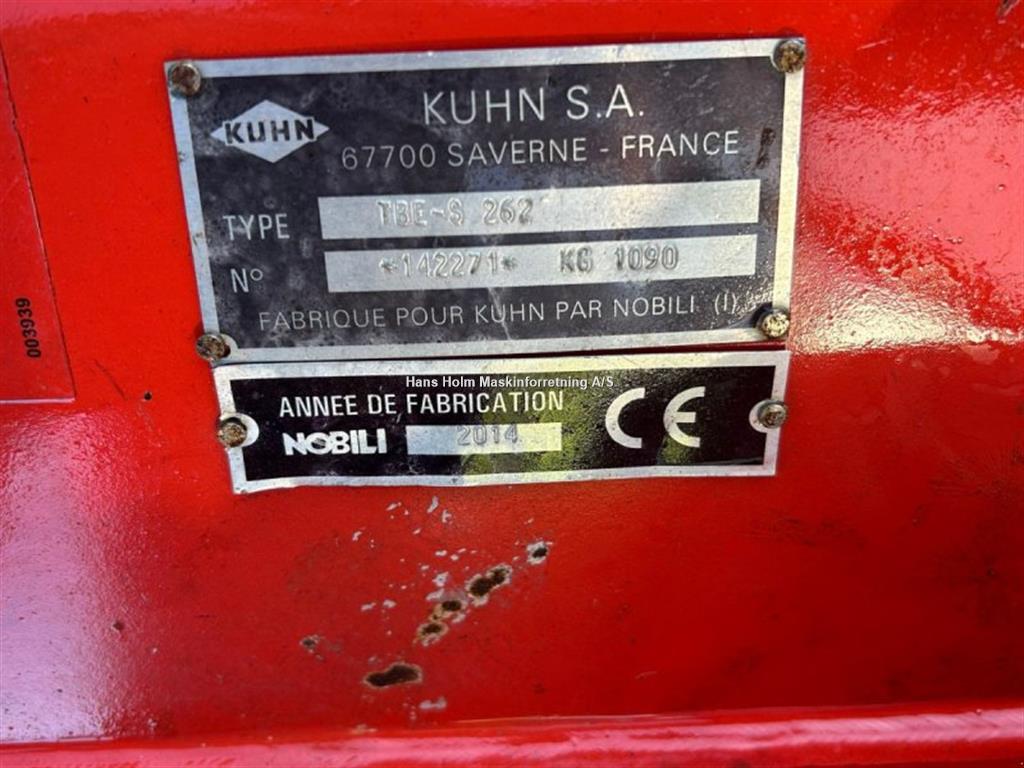 KUHN
KUHN S.A.
67700 SAVERNE - FRANCE
TYPE TBE-S 262
N° *142271* KG 1090
FABRIQUE POUR KUHN PAR NOBILI (I)
Hans Holm Maskinforretning A/S
ANNEE DE FABRICATION
NOBILI 2014 CE
003939